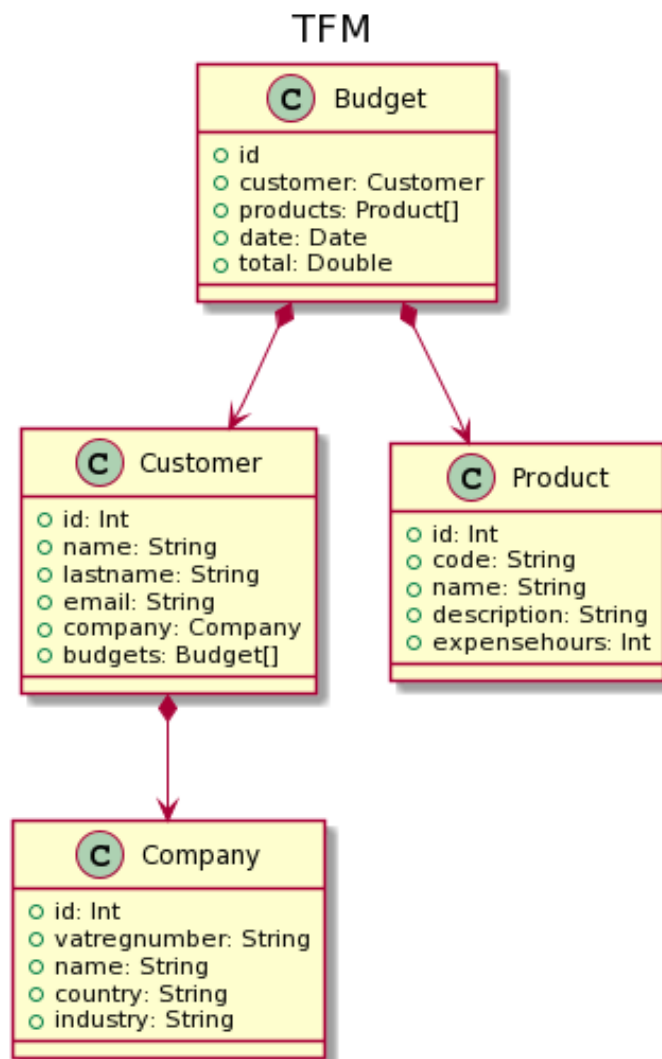 TFM
C Budget
id
customer: Customer
products: Product[]
date: Date
total: Double
C Customer
id: Int
name: String
lastname: String
email: String
company: Company
budgets: Budget[]
C Product
id: Int
code: String
name: String
description: String
expensehours: Int
C Company
id: Int
vatregnumber: String
name: String
country: String
industry: String